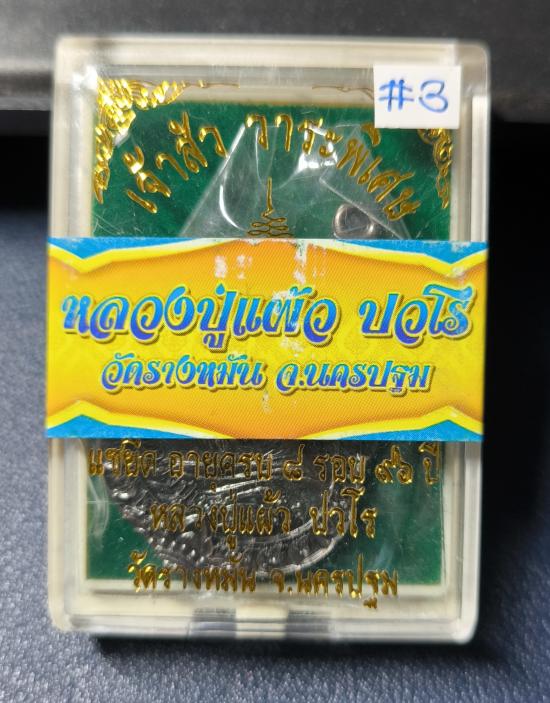 #3
เจ้าสัว วาระพิเศษ
หลวงปู่แผ้ว ปวโร
วัดรางหมัน จ.นครปฐม
แซยิด อายุครบ ๘ รอบ ๙๖ ปี
หลวงปู่แผ้ว ปวโร
วัดรางหมัน จ.นครปฐม